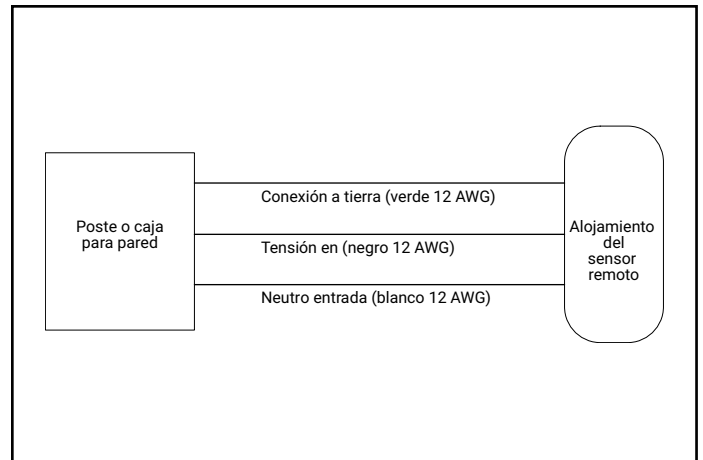 Conexión a tierra (verde 12 AWG)
Poste o caja
para pared
Tensión en (negro 12 AWG)
Alojamiento
del
sensor
remoto
Neutro entrada (blanco 12 AWG)